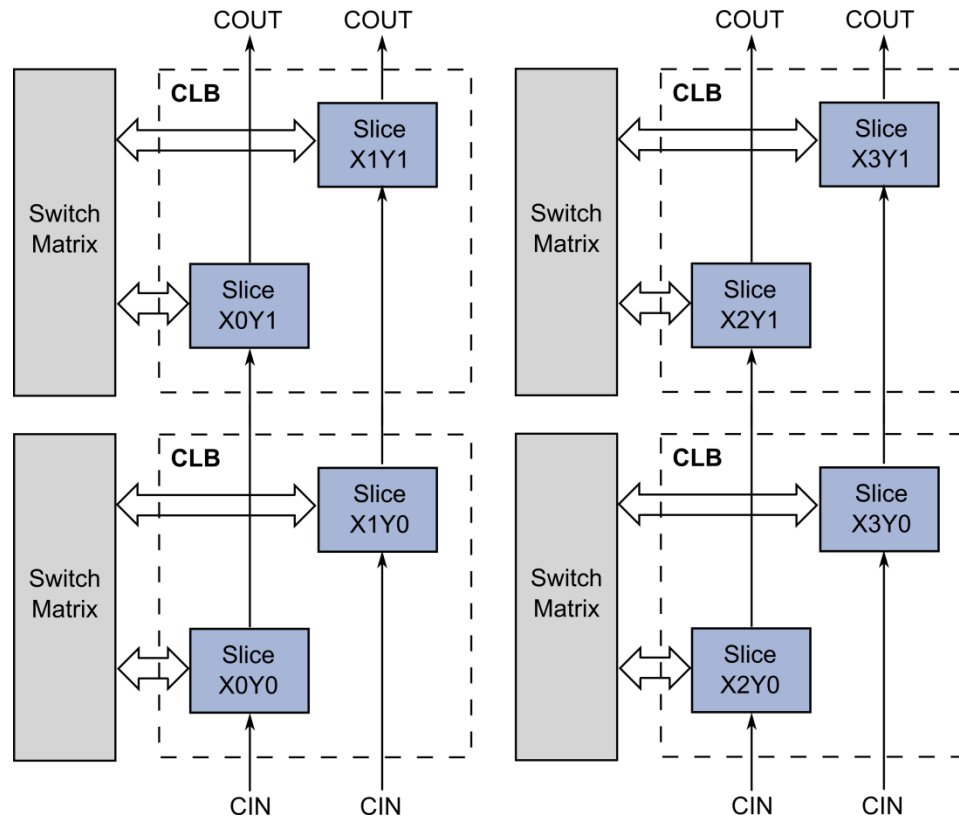 COUT COUT COUT COUT
CLB
Slice
X1Y1
Switch
Matrix
Slice
X0Y1
CLB
Slice
X3Y1
Switch
Matrix
Slice
X2Y1
CLB
Slice
X1Y0
Switch
Matrix
Slice
X0Y0
CLB
Slice
X3Y0
Switch
Matrix
Slice
X2Y0
CIN CIN CIN CIN